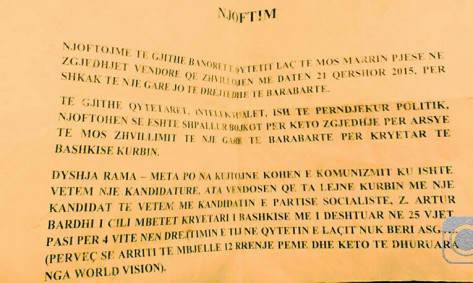 NJOFTIM
NJOFTOJME TE GJITHE BANORET QYTETIT LAÇ TE MOS MARRIN PJESE NE
ZGJEDHJET VENDORE QE ZHVILLOHEN ME DATEN 21 QERSHOR 2015, PER
SHKAK TE NJE GARE JO TE DREJTEDHE TE BARABARTE.
TE GJITHE QYTETARET, INTELEKTUALET, ISH TE PERNDJEKUR POLITIK,
NJOFTOHEN SE ESHTE SHPALLUR BOJKOT PER KETO ZGJEDHJE PER ARSYE
TE MOS ZHVILLIMIT TE NJE GARE TE BARABARTE PER KRYETAR TE
BASHKISE KURBIN.
DYSHJA RAMA – META PO NA KUJTOJNE KOHEN E KOMUNIZMIT KU ISHTE
VETEM NJE KANDIDATURE. ATA VENDOSEN QE TA LEJNE KURBIN ME NJE
KANDIDAT TE VETEM ME KANDIDATIN E PARTISE SOCIALISTE, Z. ARTUR
BARDHI I CILI MBETET KRYETARI I BASHKISE ME I DESHTUAR NE 25 VJET
PASI PER 4 VITE NEN DREJTIMIN E TIJ NE QYTETIN E LAÇIT NUK BERI
(PERVEÇ SE ARRITI TE MBJELLE 12 RRENJE PEME DHE KETO TE DHURUARA
NGA WORLD VISION).